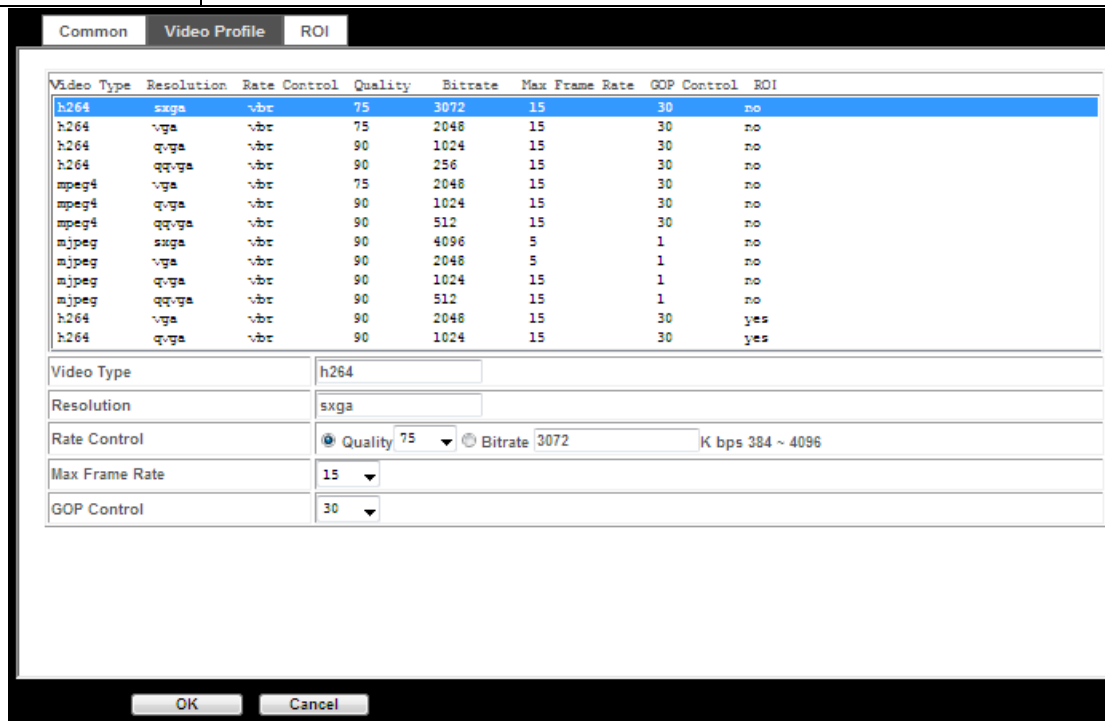 Common Video Profile ROI
Video Type Resolution Rate Control Quality Bitrate Max Frame Rate GOP Control ROI
h264 sxga vbr 75 3072 15 30 no
h264 vga vbr 75 2048 15 30 no
h264 qvga vbr 90 1024 15 30 no
h264 qqvga vbr 90 256 15 30 no
mpeg4 vga vbr 75 2048 15 30 no
mpeg4 qvga vbr 90 1024 15 30 no
mpeg4 qqvga vbr 90 512 15 30 no
mjpeg sxga vbr 90 4096 5 1 no
mjpeg vga vbr 90 2048 5 1 no
mjpeg qvga vbr 90 1024 15 1 no
mjpeg qqvga vbr 90 512 15 1 no
h264 vga vbr 90 2048 15 30 yes
h264 qvga vbr 90 1024 15 30 yes
Video Type h264
Resolution sxga
Rate Control Quality 75 Bitrate 3072 K bps 384 ~ 4096
Max Frame Rate 15
GOP Control 30
OK Cancel